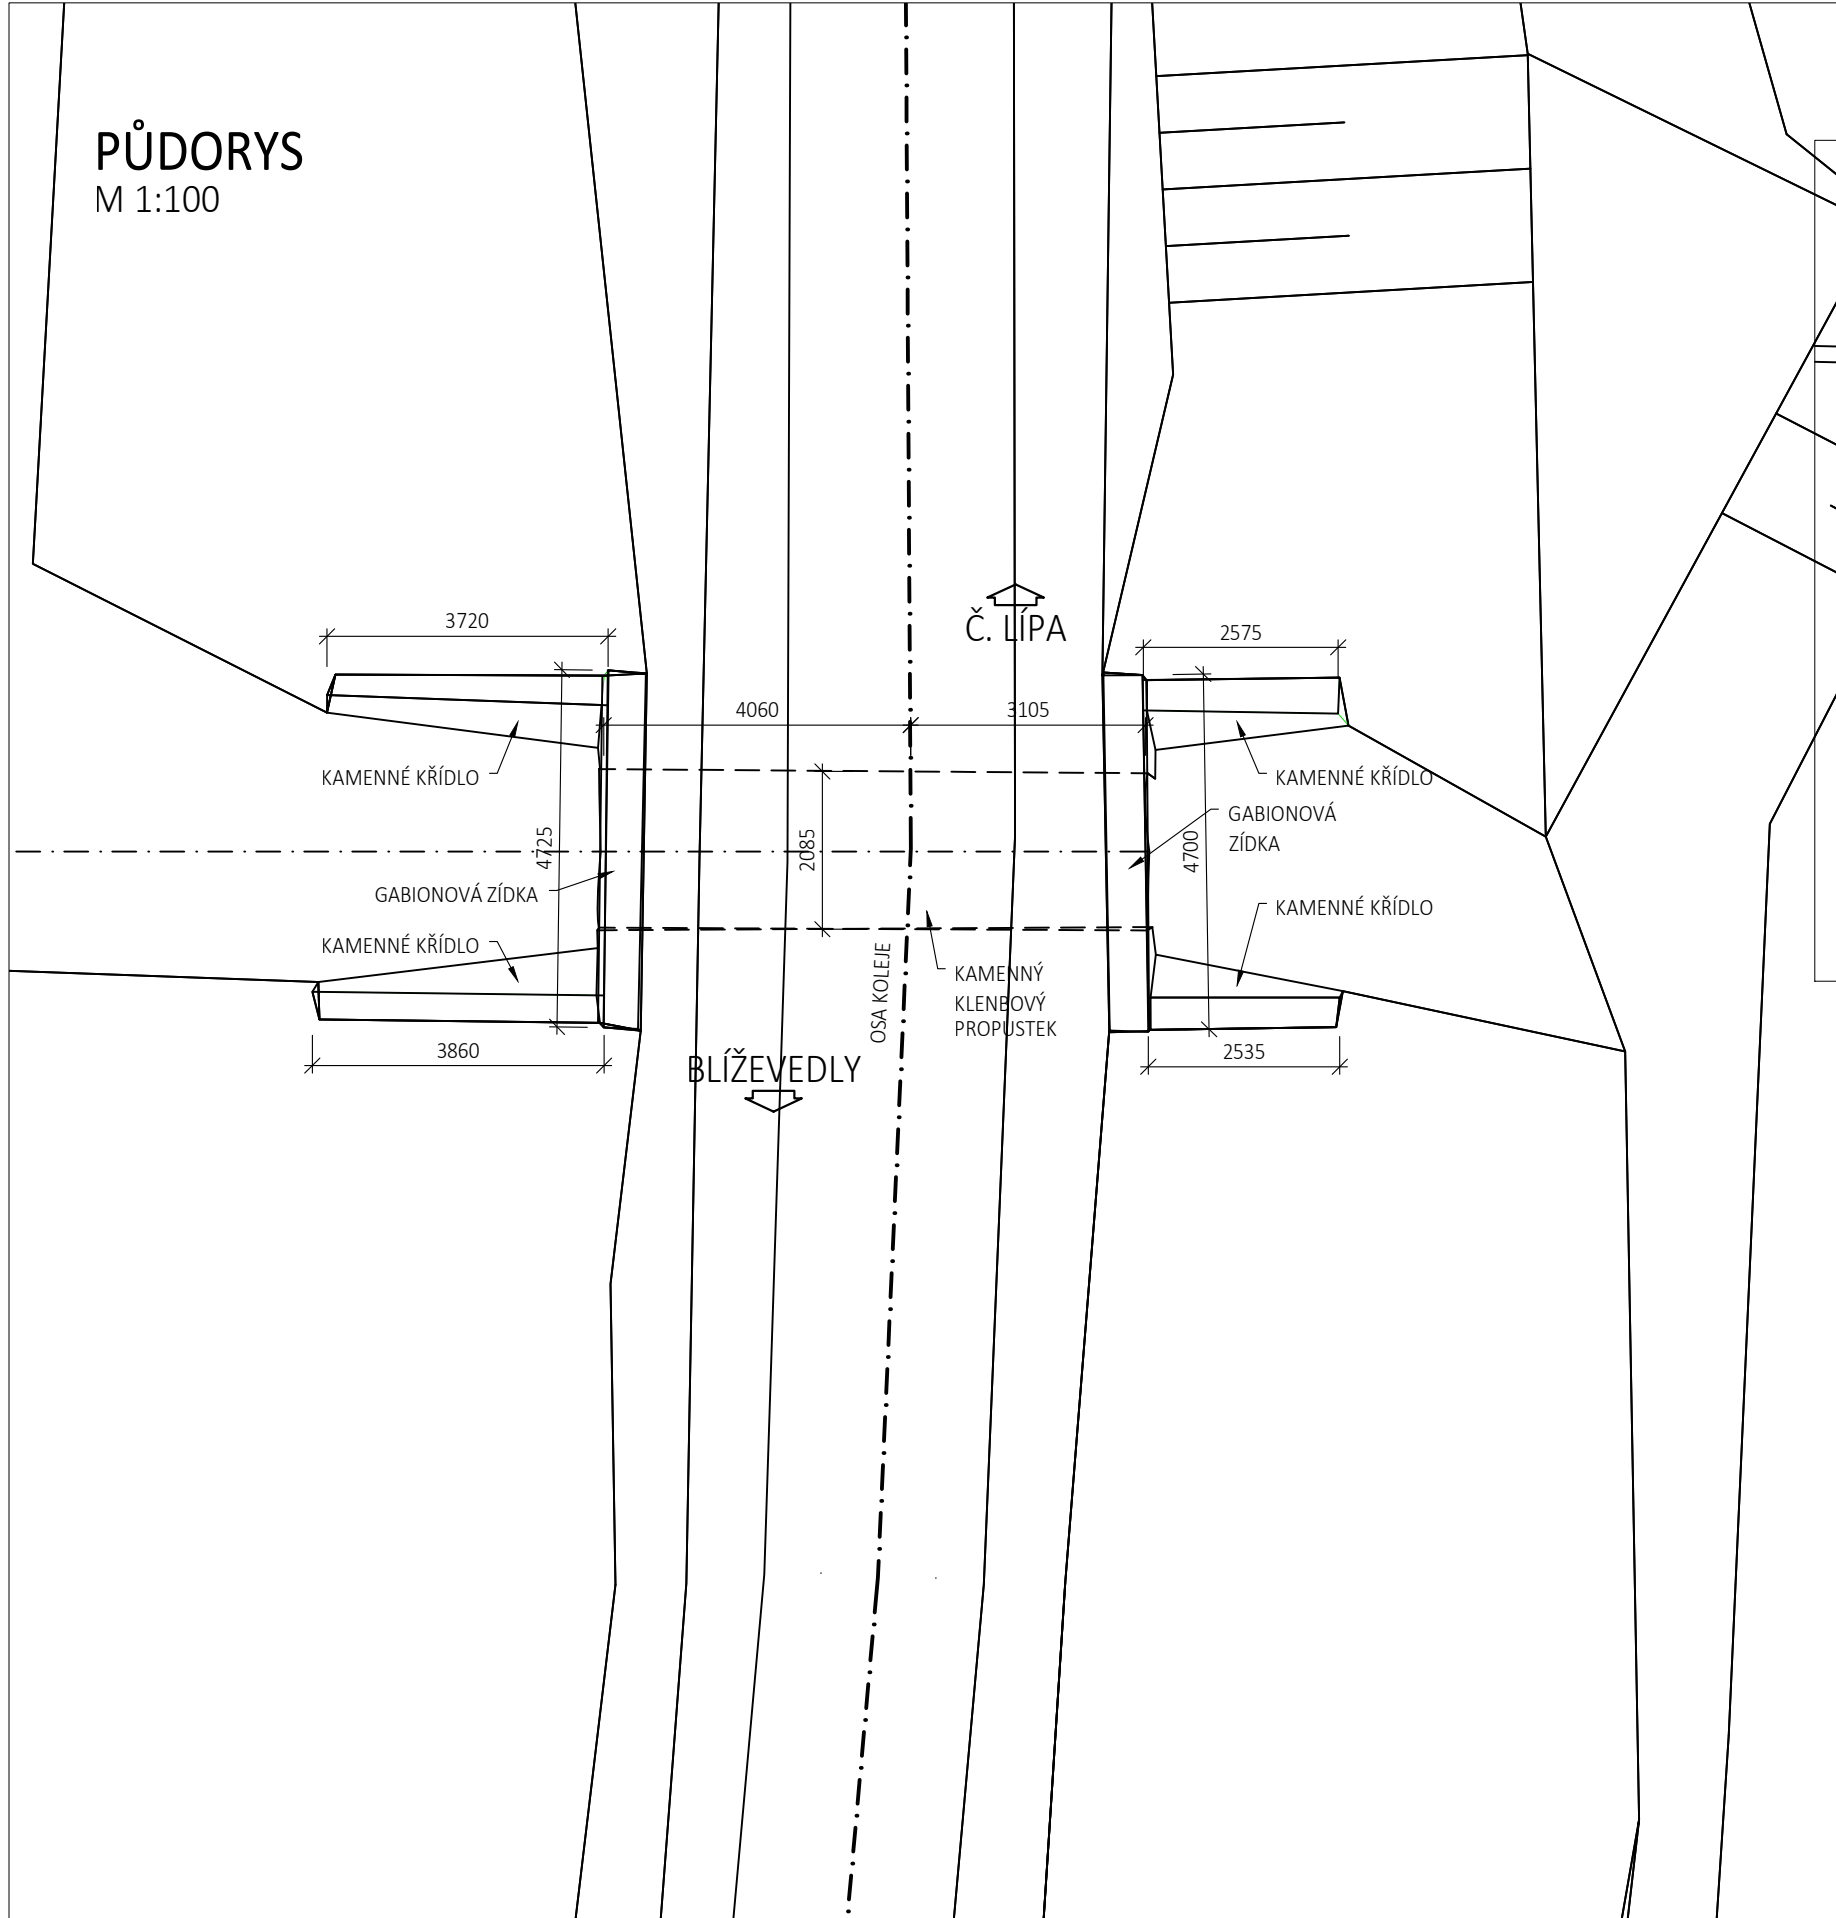 PŮDORYS
M 1:100
Č. LÍPA
3720
2575
4060
3105
KAMENNÉ KŘÍDLO
KAMENNÉ KŘÍDLO
GABIONOVÁ
ZÍDKA
4725
2085
4700
GABIONOVÁ ZÍDKA
KAMENNÉ KŘÍDLO
KAMENNÉ KŘÍDLO
OSA KOLEJE
KAMENNÝ
KLENBOVÝ
PROPUSTEK
3860
2535
BLÍŽEVEDLY